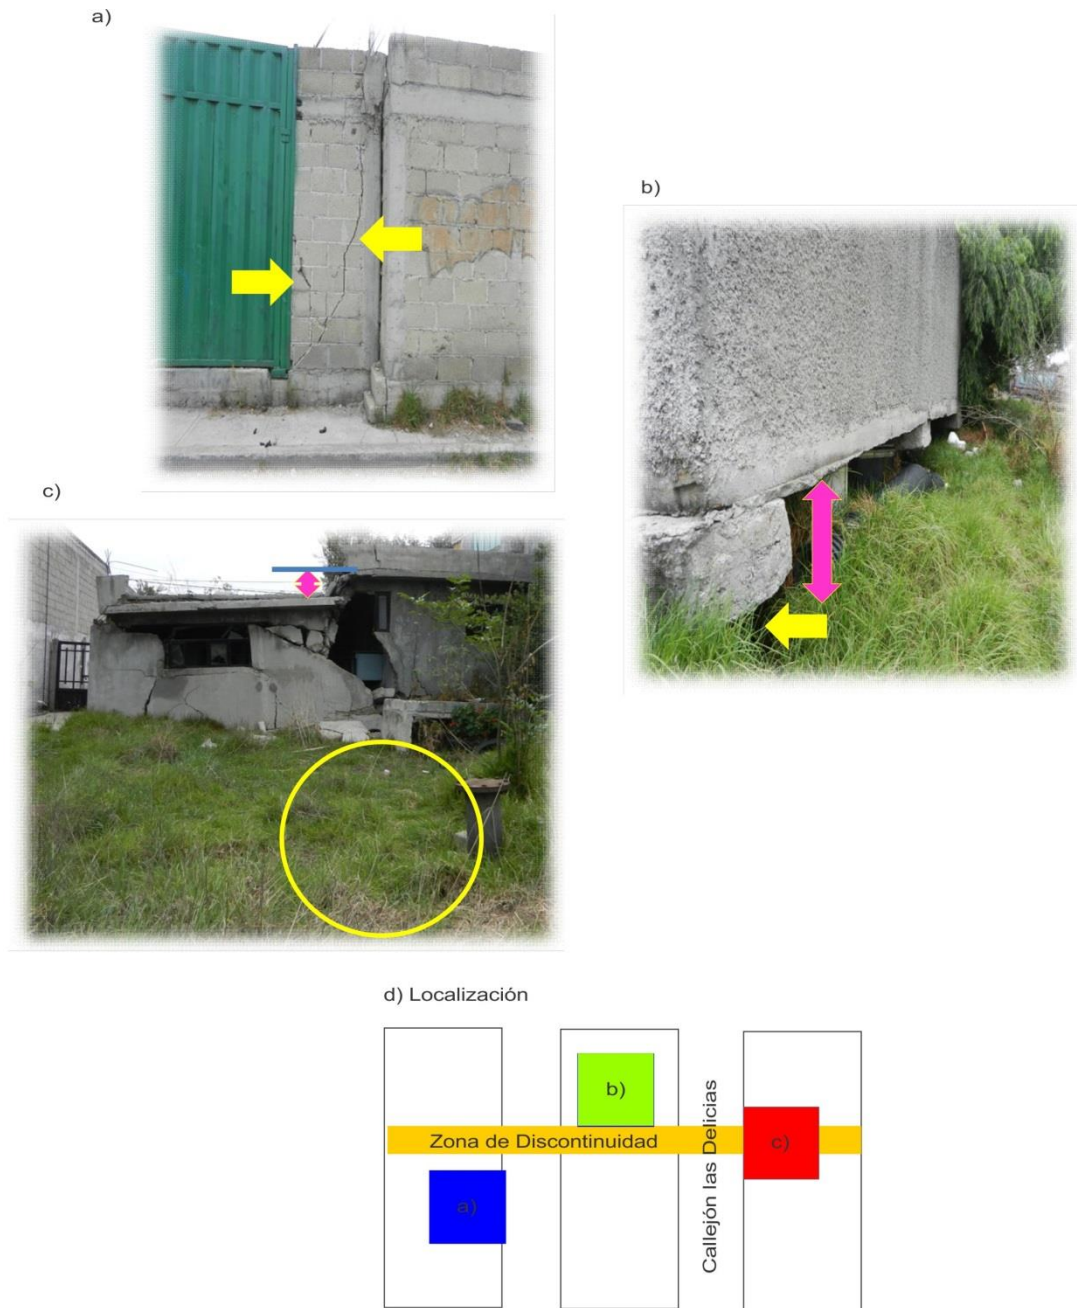 a)
b)
c)
d) Localización
b)
Zona de Discontinuidad
c)
a)
Callejón las Delicias